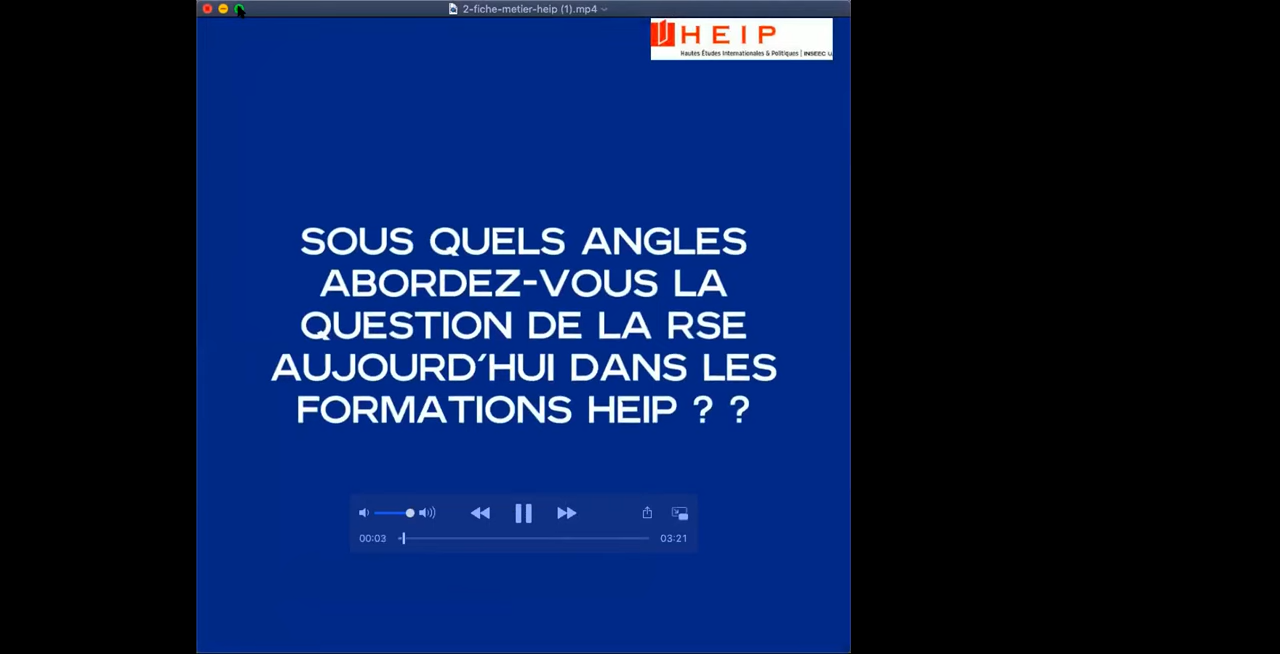 2-fiche-metier-heip (1).mp4
HEIP
Hautes Études Internationales & Politiques | INSEEC U.
SOUS QUELS ANGLES
ABORDEZ-VOUS LA
QUESTION DE LA RSE
AUJOURD'HUI DANS LES
FORMATIONS HEIP ? ?
00:03
03:21